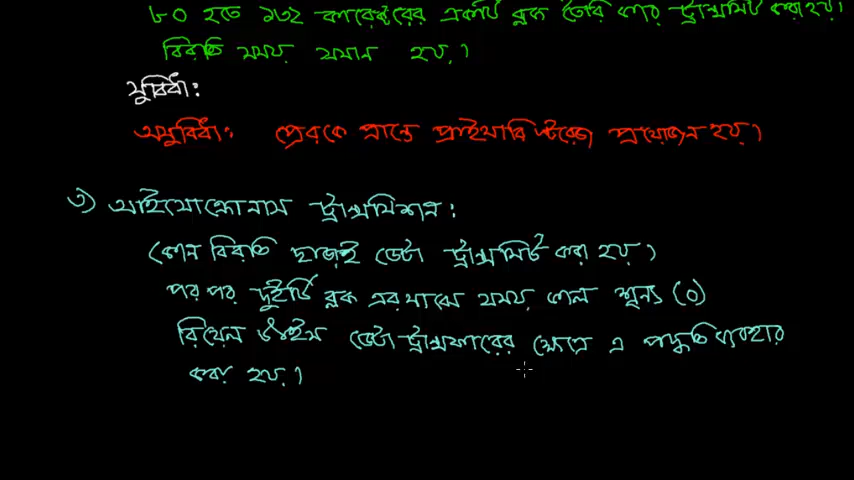 ৮০ হতে ১৩২ ক্যারেক্টারের একটি ব্লক তৈরি করে ট্রান্সমিট করা হয়।
বিরতি সময় সমান হয়।
সুবিধা:
অসুবিধা: প্রেরকে প্রান্তে প্রাইমারি স্টরেজ প্রয়োজন হয়।
৩) আইসোক্রোনাস ট্রান্সমিশন:
কোন বিরতি ছাড়াই ডেটা ট্রান্সমিট করা হয়।
পর পর দুইটি ব্লক এর মাঝে সময় গেল শূন্য (০)
রিয়েল টাইম ডেটা ট্রান্সফারের ক্ষেত্রে এ পদ্ধতি ব্যবহার
করা হয়।